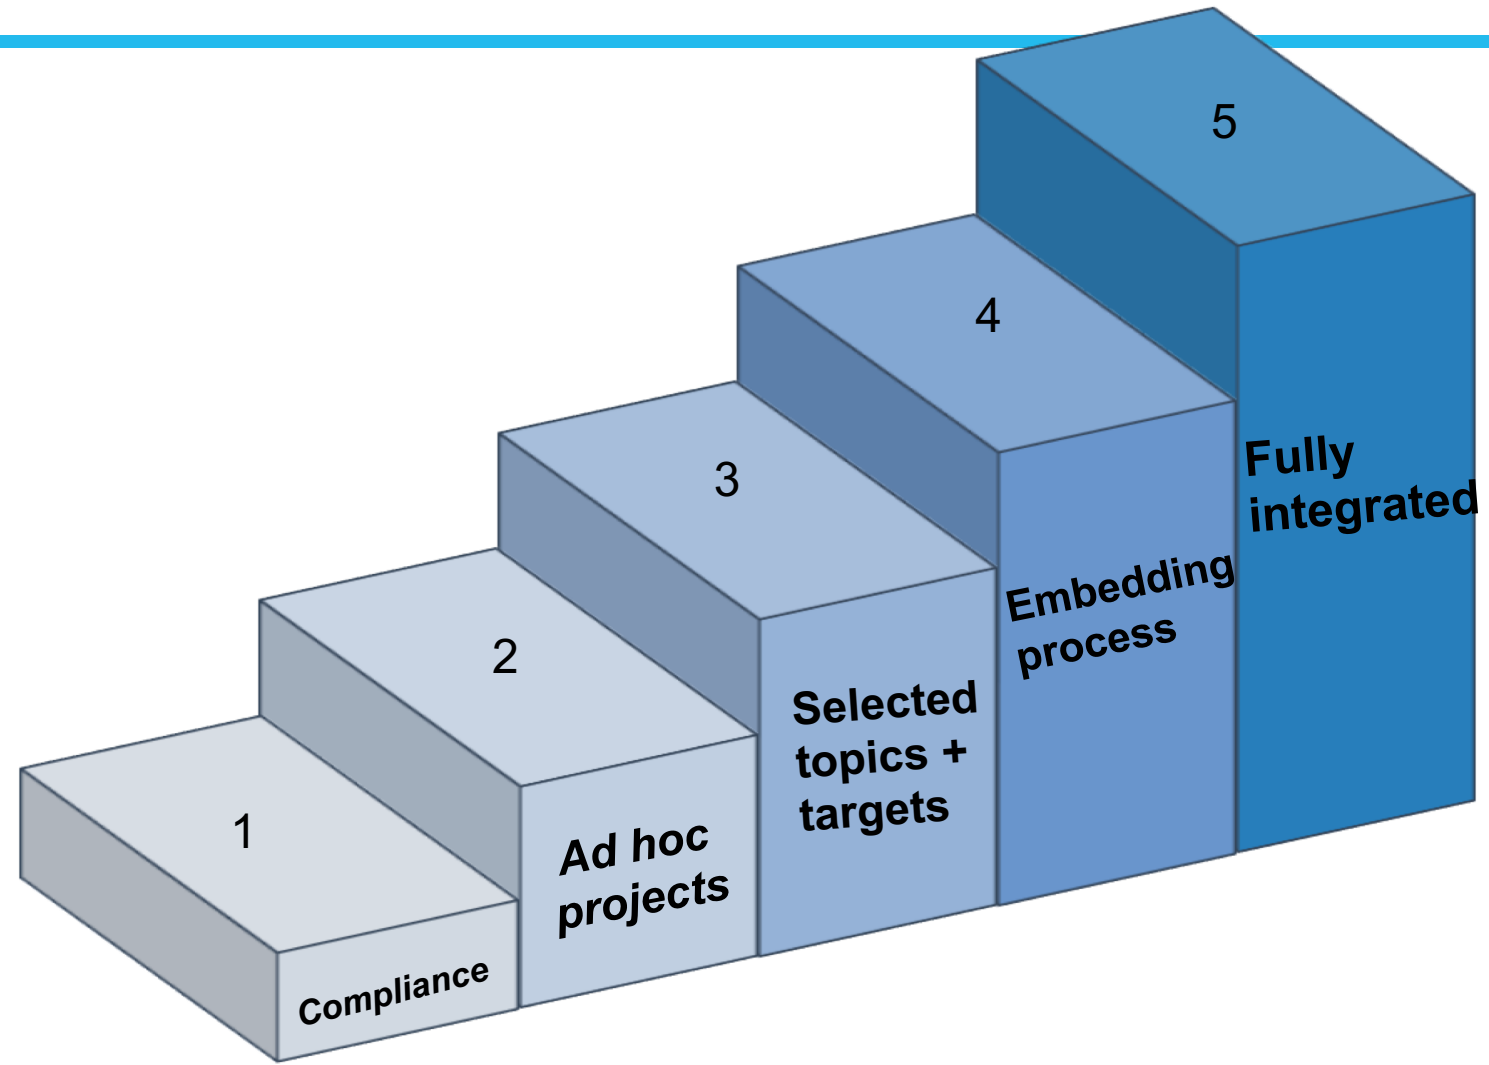 1
Compliance
2
Ad hoc
projects
3
Selected
topics +
targets
4
Embedding
process
5
Fully
integrated